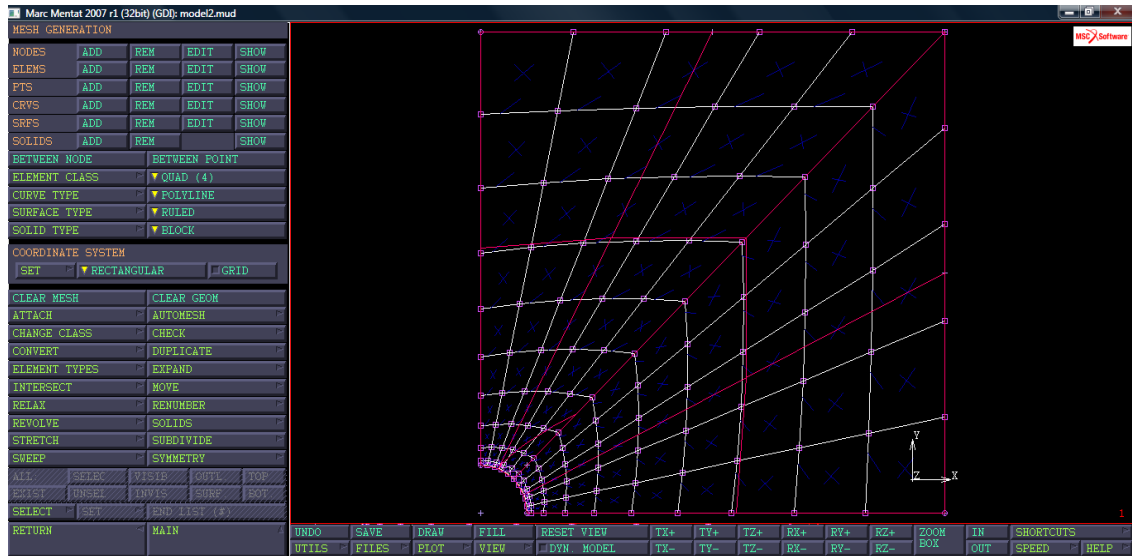 Marc Mentat 2007 r1 (32bit) (GDI): model2.mud
MESH GENERATION
NODES ADD REM EDIT SHOW
ELEMS ADD REM EDIT SHOW
PTS ADD REM EDIT SHOW
CRVS ADD REM EDIT SHOW
SRFS ADD REM EDIT SHOW
SOLIDS ADD REM SHOW
BETWEEN NODE BETWEEN POINT
ELEMENT CLASS QUAD (4)
CURVE TYPE POLYLINE
SURFACE TYPE RULED
SOLID TYPE BLOCK
COORDINATE SYSTEM
SET RECTANGULAR GRID
CLEAR MESH CLEAR GEOM
ATTACH AUTOMESH
CHANGE CLASS CHECK
CONVERT DUPLICATE
ELEMENT TYPES EXPAND
INTERSECT MOVE
RELAX RENUMBER
REVOLVE SOLIDS
STRETCH SUBDIVIDE
SWEEP SYMMETRY
ALL SELEC VISIB OUTL TOP
EXIST UNSEL INVIS SURF BOT
SELECT SET END LIST (#)
RETURN MAIN
MSC Software
Y
Z X
1
UNDO SAVE DRAW FILL RESET VIEW TX+ TY+ TZ+ RX+ RY+ RZ+ ZOOM BOX IN SHORTCUTS
UTILS FILES PLOT VIEW DYN. MODEL TX- TY- TZ- RX- RY- RZ- OUT SPEED HELP